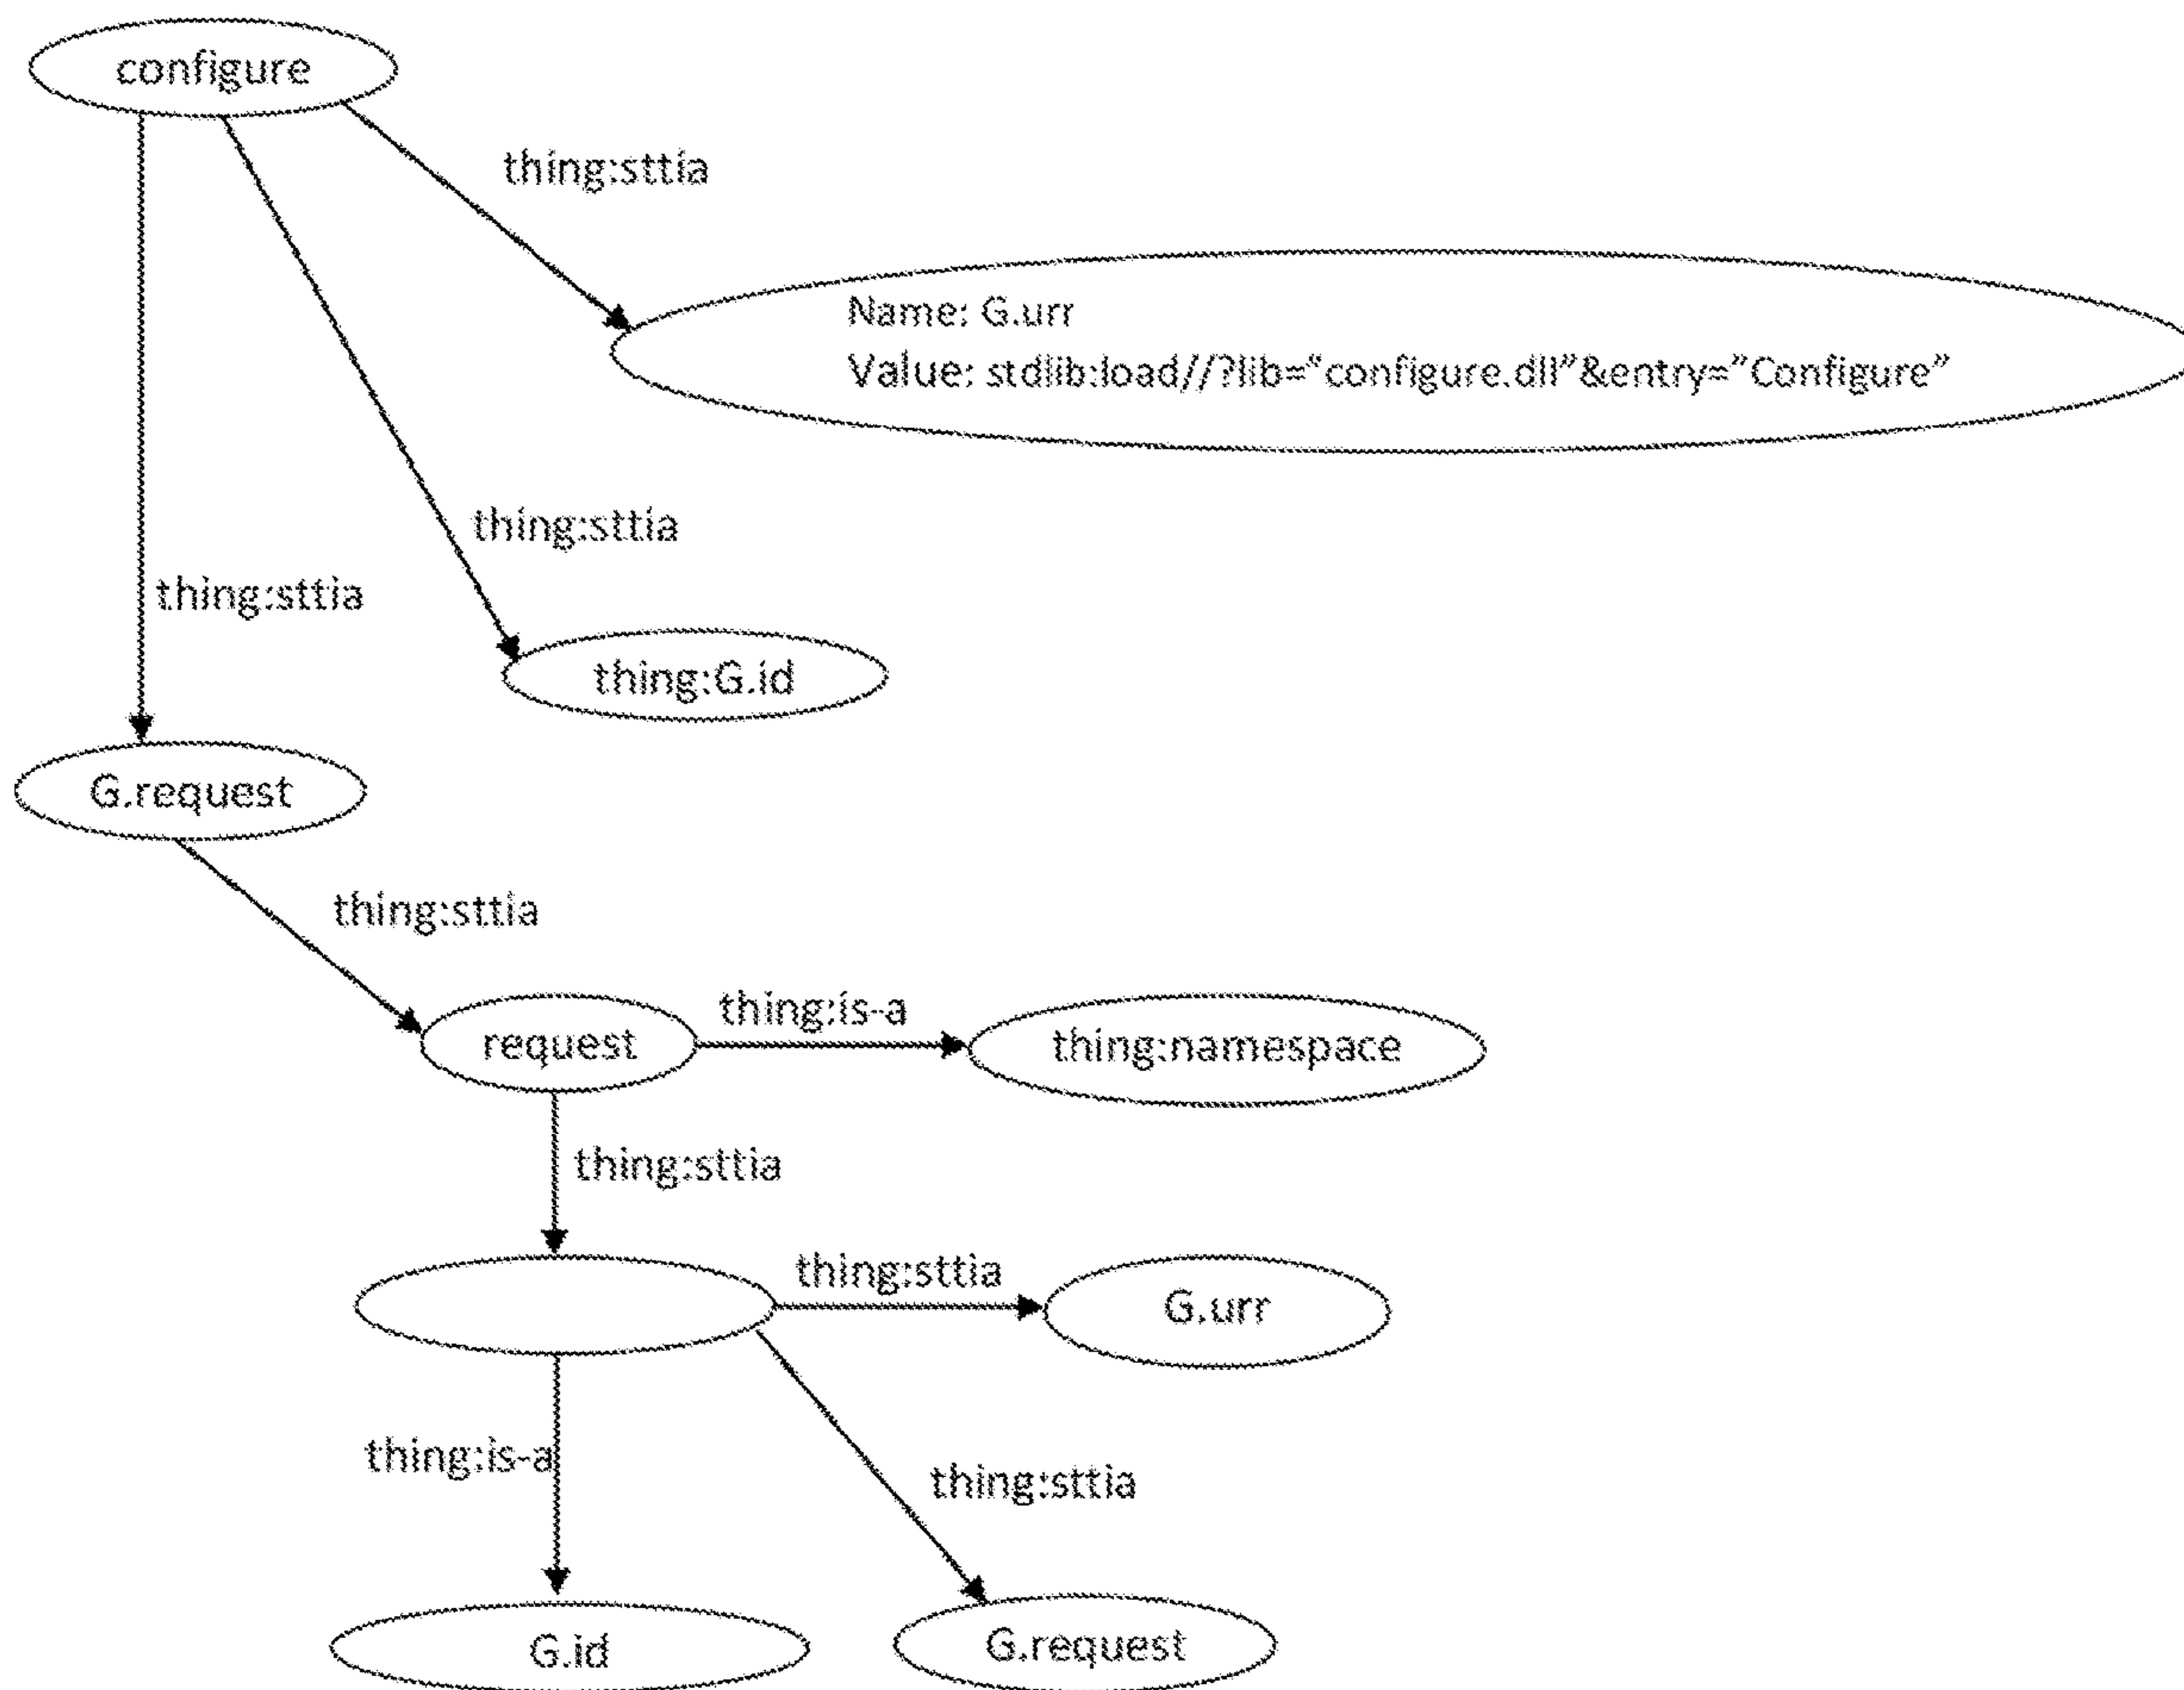 configure
thing:sttia
Name: G.urr
Value: stdlib:load//?lib=“configure.dll”&entry=”Configure”
thing:sttia
thing:sttia
thing:G.id
G.request
thing:sttia
thing:is-a
request
thing:namespace
thing:sttia
thing:sttia
G.urr
thing:is-a
thing:sttia
G.id
G.request